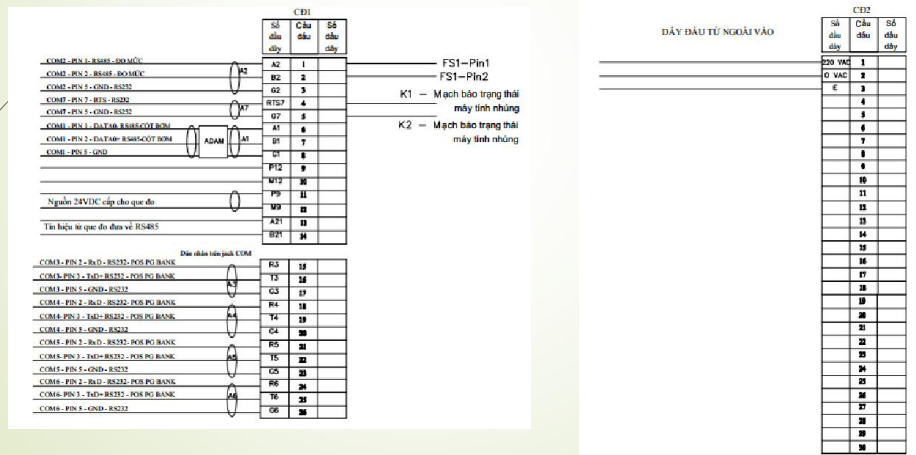 CĐ1
Số đầu dây | Cầu đấu | Số đầu dây
COM2 - PIN 1- RS485 - ĐO MỨC | A2 | 1 | FS1-Pin1
COM2 - PIN 2 - RS485 - ĐO MỨC | A2 | B2 | 2 | FS1-Pin2
COM2 - PIN 5 - GND - RS232 | G2 | 3
K1 - Mạch báo trạng thái máy tính nhúng
COM7 - PIN 7 - RTS - RS232 | RTS7 | 4
COM7 - PIN 5 - GND - RS232 | A7 | G7 | 5
K2 - Mạch báo trạng thái máy tính nhúng
COM1 - PIN 1 - DATA0- RS485-CỘT BƠM | A1 | 6
COM1 - PIN 2 - DATA0+ RS485-CỘT BƠM | ADAM | A1 | B1 | 7
COM1 - PIN 5 - GND | G1 | 8
P12 | 9
M12 | 10
Nguồn 24VDC cấp cho que đo
P9 | 11
M9 | 12
Tín hiệu từ que đo đưa về RS485
A21 | 13
B21 | 14
Dán nhãn trên jack COM
COM3 - PIN 2 - RxD - RS232- POS PG BANK | R3 | 15
COM3- PIN 3 - TxD+ RS232 - POS PG BANK | A3 | T3 | 16
COM3 - PIN 5 - GND - RS232 | G3 | 17
COM4 - PIN 2 - RxD - RS232- POS PG BANK | R4 | 18
COM4- PIN 3 - TxD+ RS232 - POS PG BANK | A4 | T4 | 19
COM4 - PIN 5 - GND - RS232 | G4 | 20
COM5 - PIN 2 - RxD - RS232- POS PG BANK | R5 | 21
COM5- PIN 3 - TxD+ RS232 - POS PG BANK | A5 | T5 | 22
COM5 - PIN 5 - GND - RS232 | G5 | 23
COM6 - PIN 2 - RxD - RS232- POS PG BANK | R6 | 24
COM6- PIN 3 - TxD+ RS232 - POS PG BANK | A6 | T6 | 25
COM6 - PIN 5 - GND - RS232 | G6 | 26
CĐ2
DÂY ĐẤU TỪ NGOÀI VÀO
Số đầu dây | Cầu đấu | Số đầu dây
220 VAC | 1
0 VAC | 2
E | 3
4
5
6
7
8
9
10
11
12
13
14
15
16
17
18
19
20
21
22
23
24
25
26
27
28
29
30